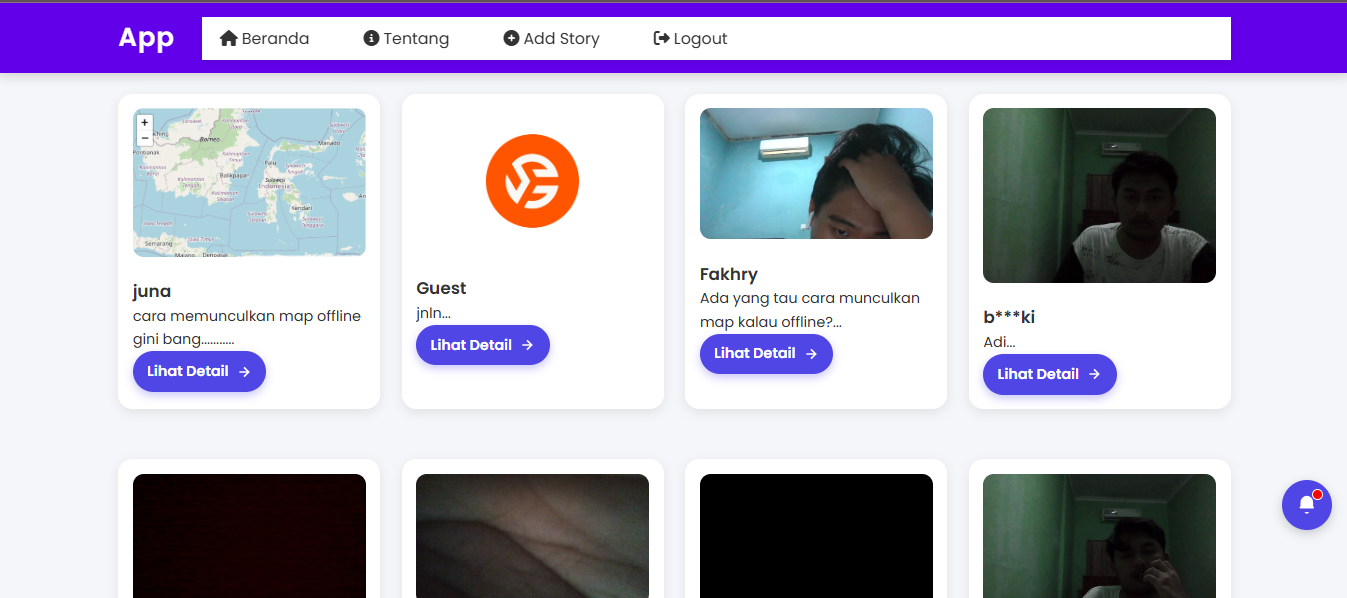 App
Beranda
Tentang
Add Story
Logout
+
−
Borneo
Pontianak
Balikpapan
Palu
Manado
Sulawesi
Indonesia
Kendari
Semarang
Denpasar
juna
cara memunculkan map offline
gini bang...........
Lihat Detail
Guest
jnln...
Lihat Detail
Fakhry
Ada yang tau cara munculkan
map kalau offline?...
Lihat Detail
b***ki
Adi...
Lihat Detail